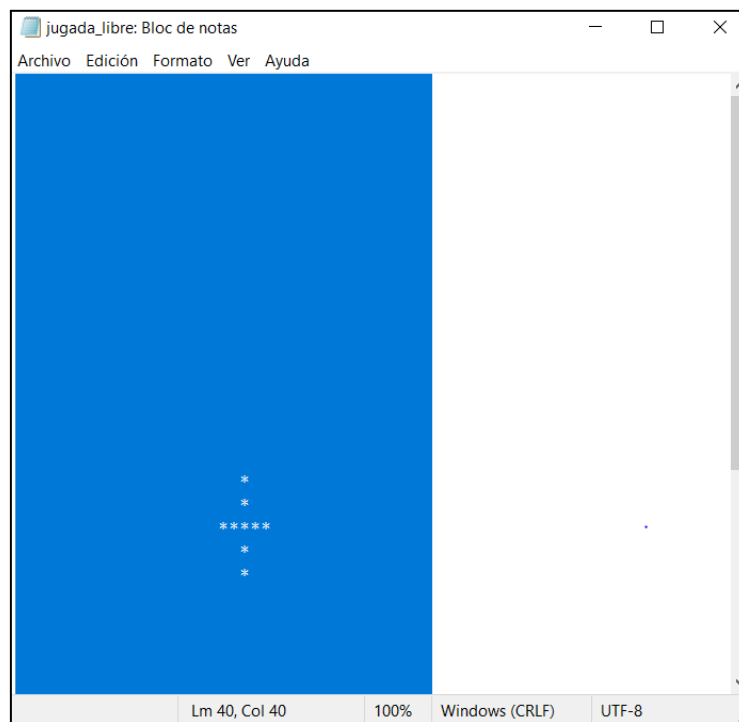 jugada_libre: Bloc de notas
Archivo Edición Formato Ver Ayuda
*
*
*****
*
*
Lm 40, Col 40 100% Windows (CRLF) UTF-8